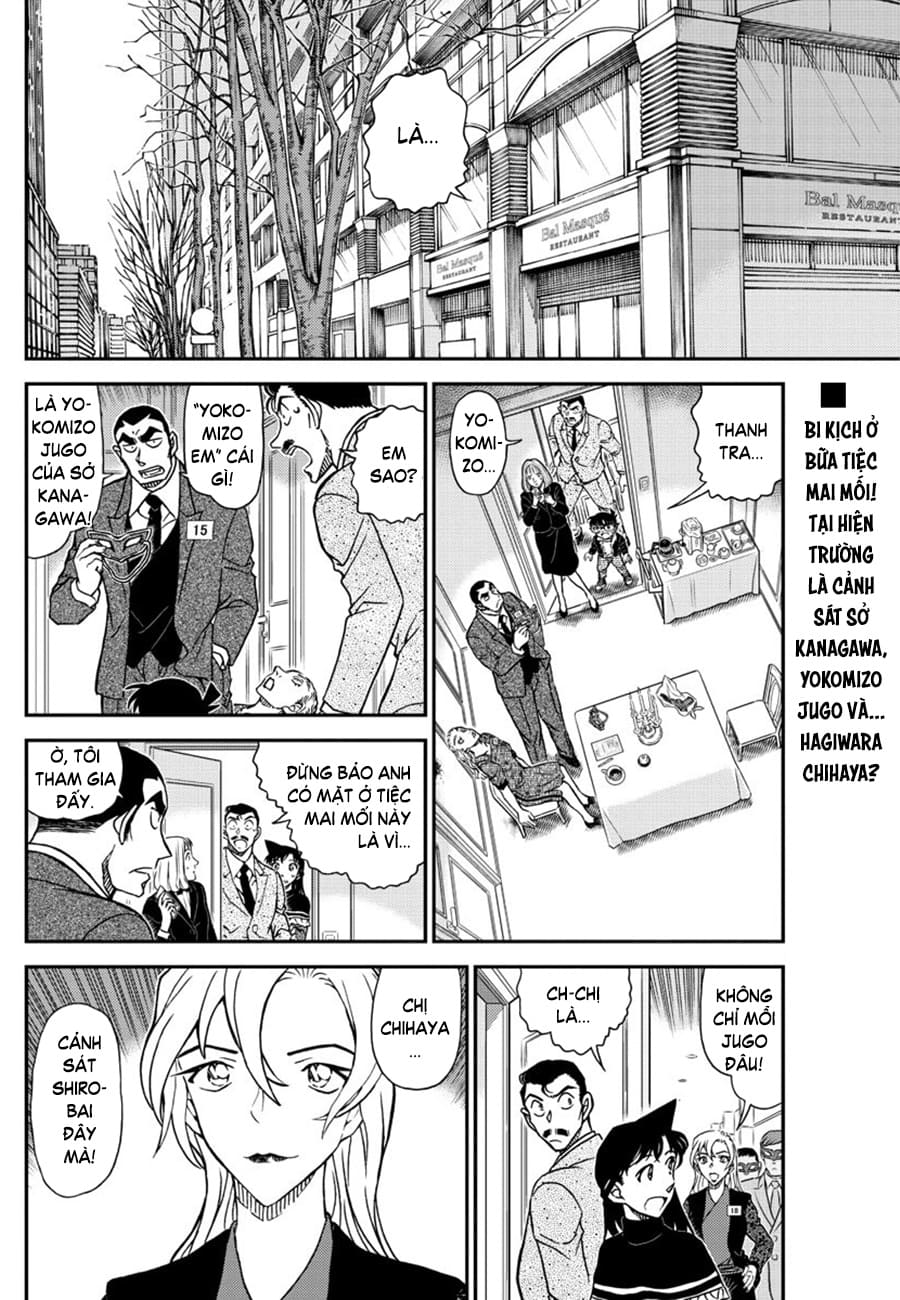 LÀ...
Bal Masqué
RESTAURANT
Bal Masqué
RESTAURANT
Bal Masqu
RESTAURANT
BI KỊCH Ở
BỮA TIỆC
MAI MỐI!
TẠI HIỆN
TRƯỜNG
LÀ CẢNH
SÁT SỞ
KANAGAWA,
YOKOMIZO
JUGO VÀ...
HAGIWARA
CHIHAYA?
THANH
TRA...
YO-
KOMI-
ZO...
EM
SAO?
"YOKO-
MIZO
EM" CÁI
GÌ!
LÀ YO-
KOMIZO
JUGO
CỦA SỞ
KANA-
GAWA!
15
ĐỪNG BẢO ANH
CÓ MẶT Ở TIỆC
MAI MỐI NÀY
LÀ VÌ...
Ờ, TÔI
THAM GIA
ĐẤY.
KHÔNG
CHỈ MỖI
JUGO
ĐÂU!
CH-CHỊ
LÀ...
18
CHỊ
CHIHAYA
...
CẢNH
SÁT
SHIRO-
BAI
ĐÂY
MÀ!